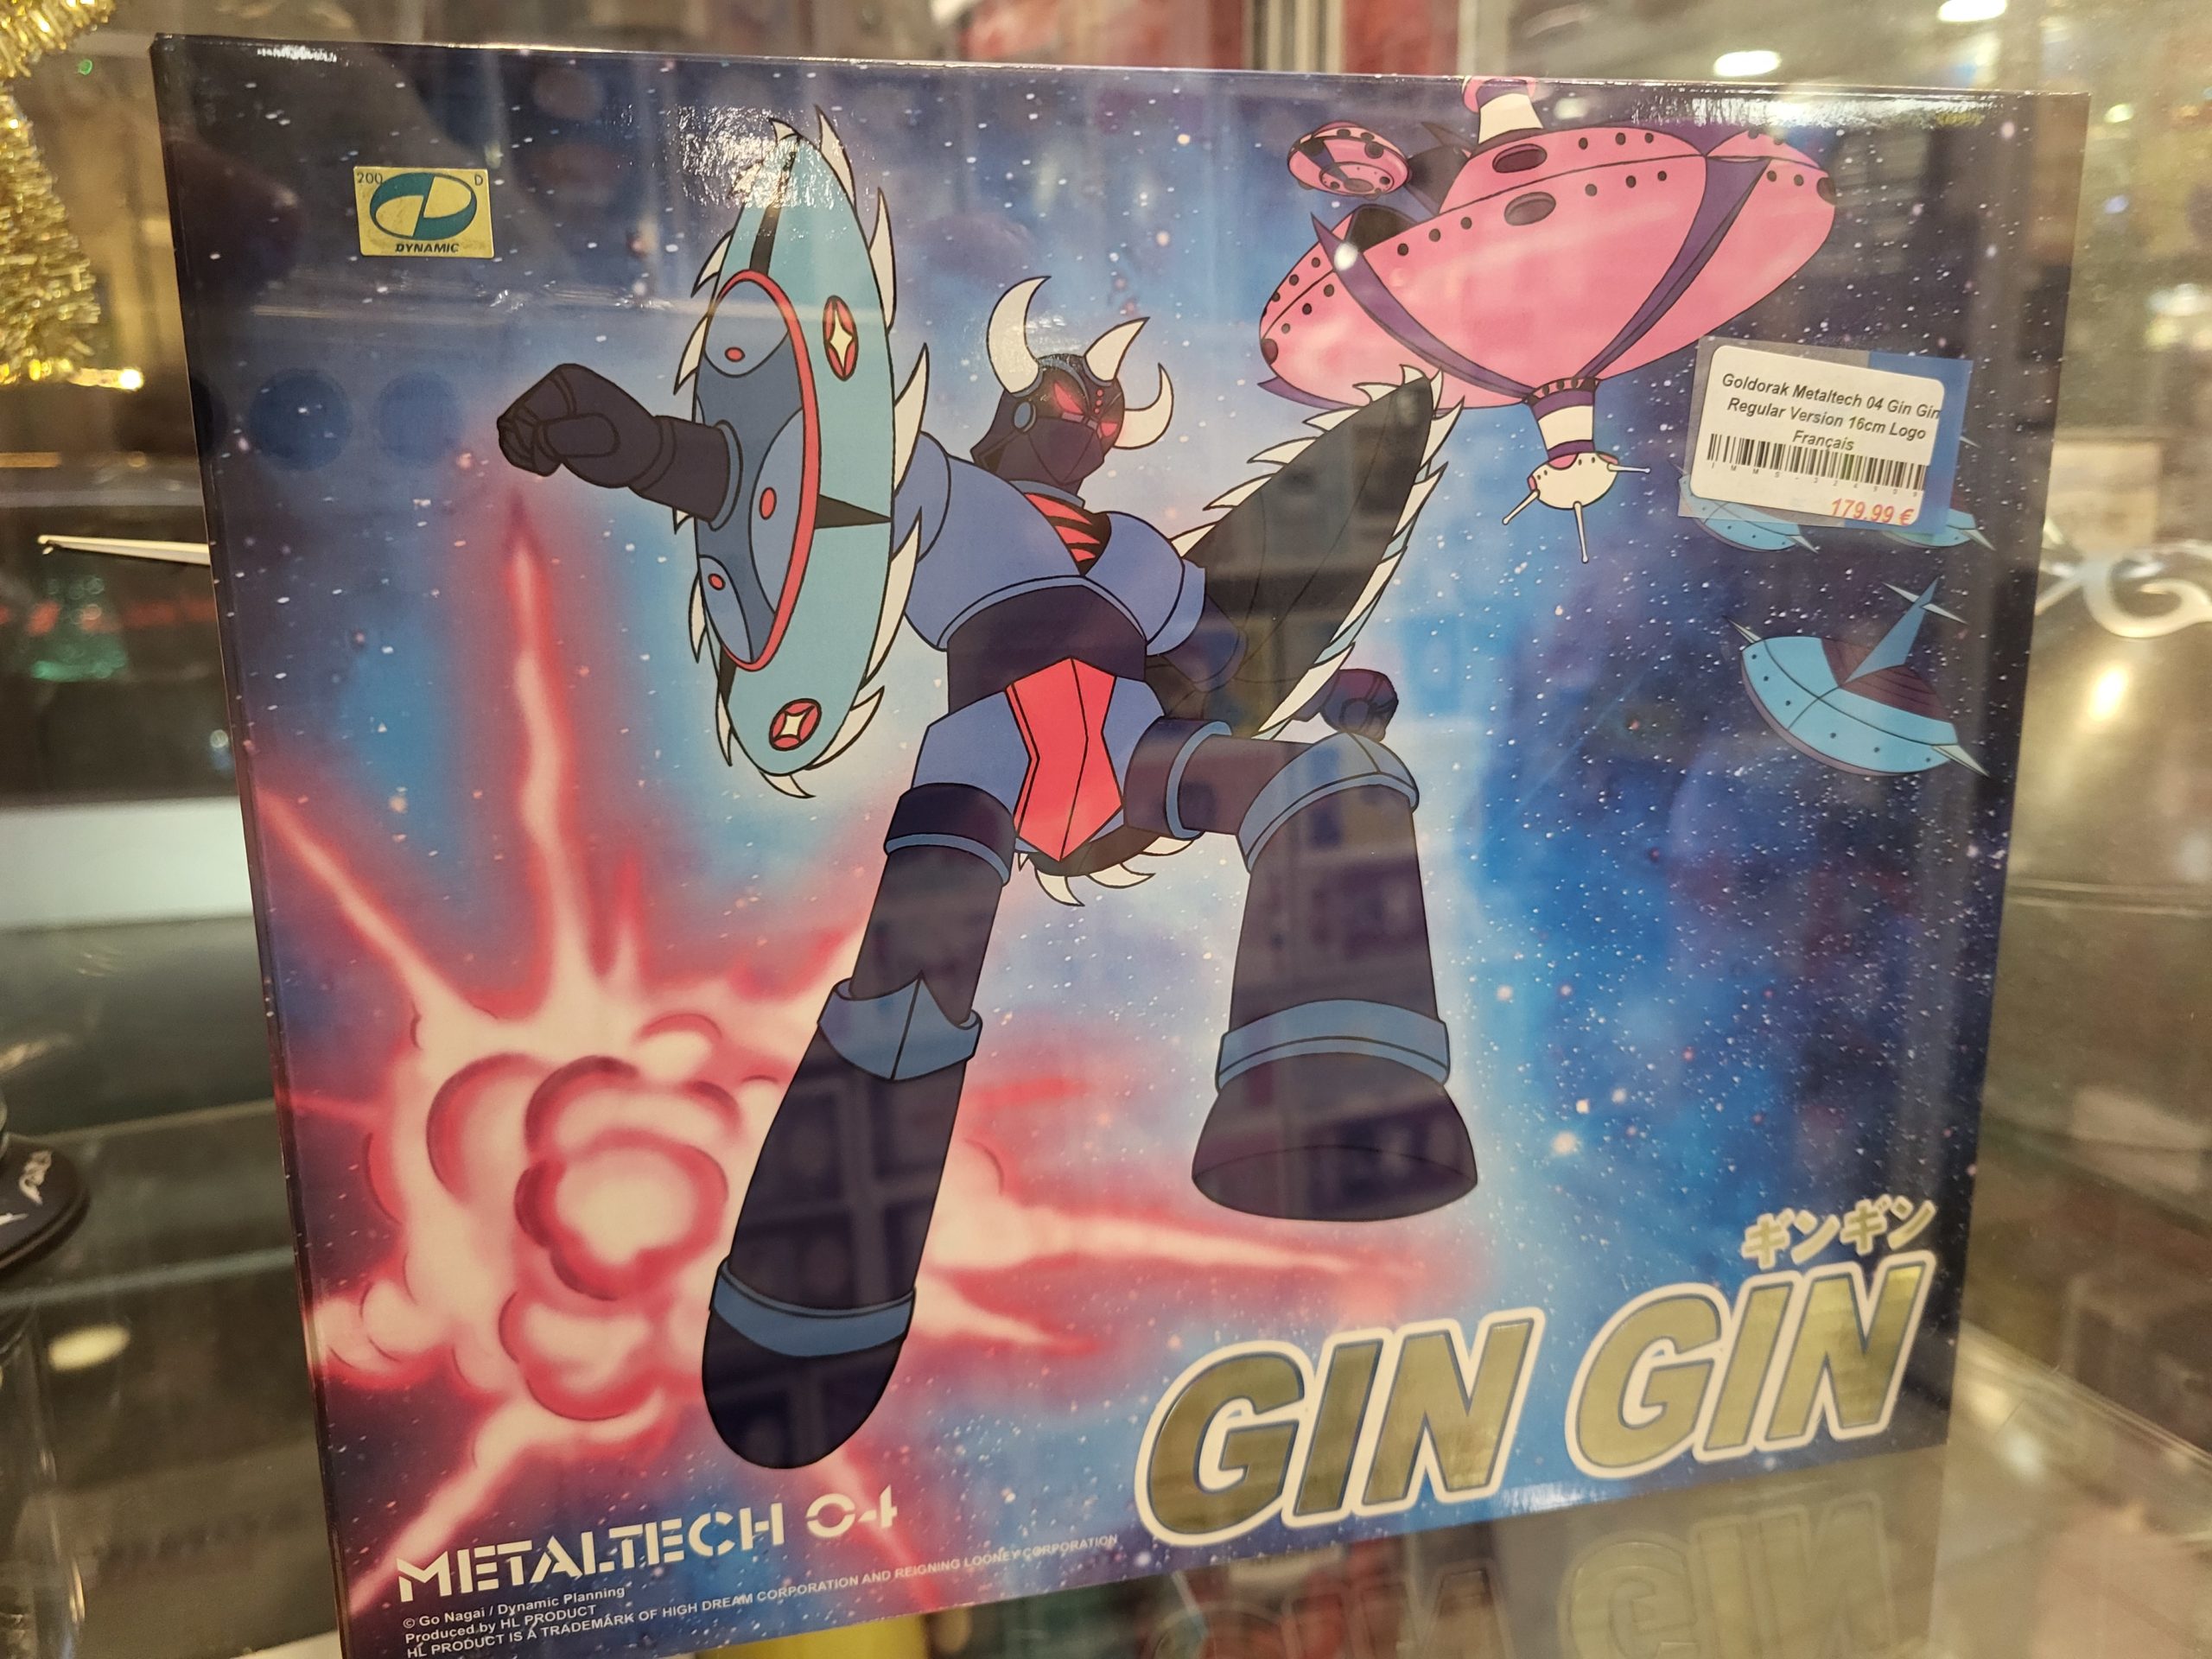 200 D
DYNAMIC
Goldorak Metaltech 04 Gin Gin
Regular Version 16cm Logo
Français
179.99 €
ギンギン
GIN GIN
METALTECH 04
© Go Nagai / Dynamic Planning
Produced by HL PRODUCT
HL PRODUCT IS A TRADEMARK OF HIGH DREAM CORPORATION AND REIGNING LOONEY CORPORATION